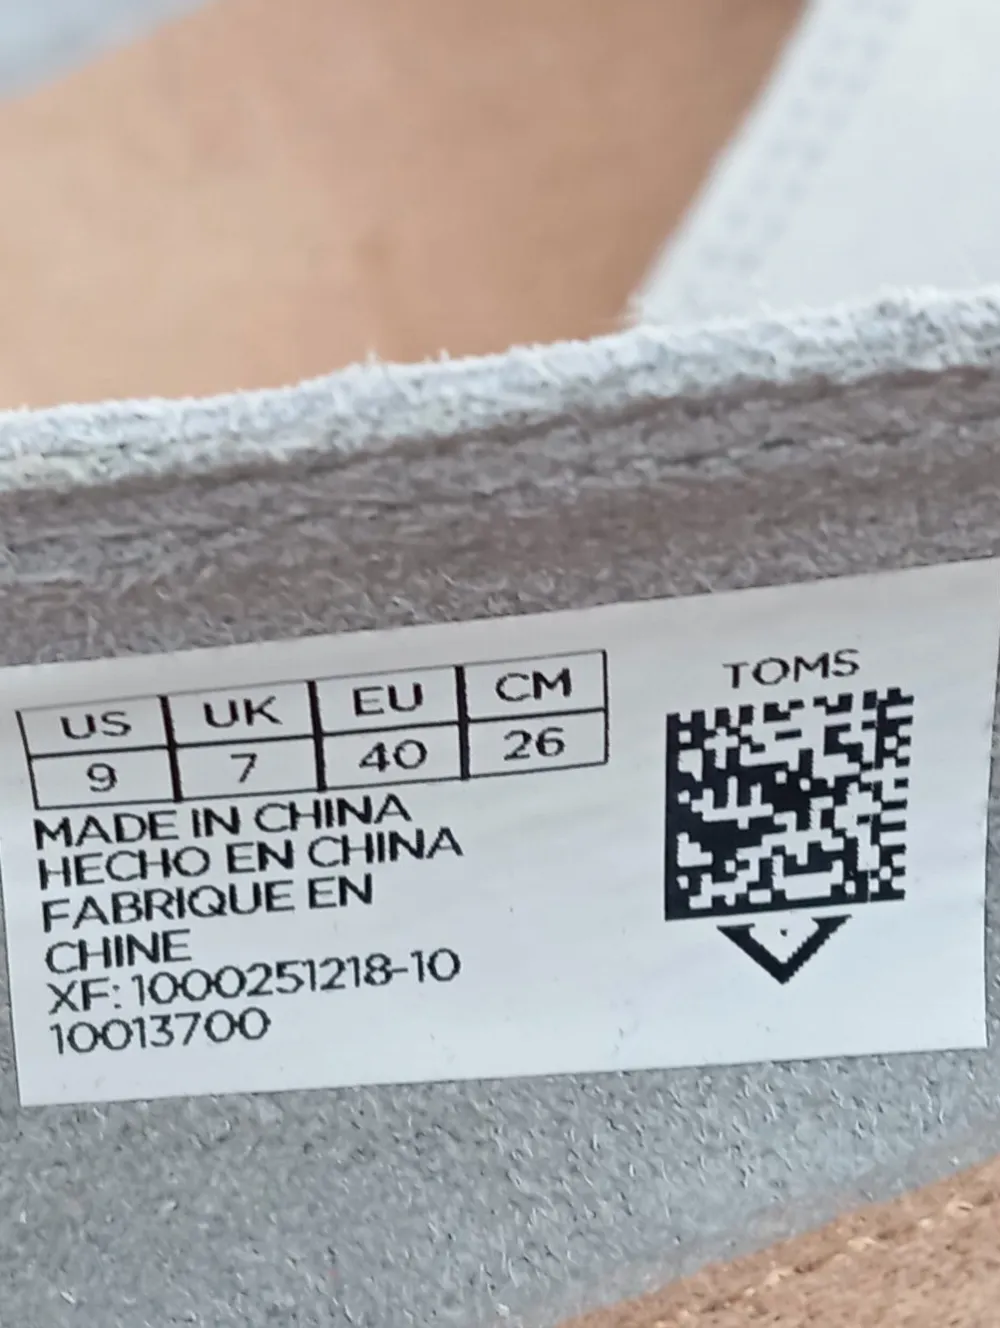 US UK EU CM
9 7 40 26
MADE IN CHINA
HECHO EN CHINA
FABRIQUE EN
CHINE
XF: 1000251218-10
10013700
TOMS